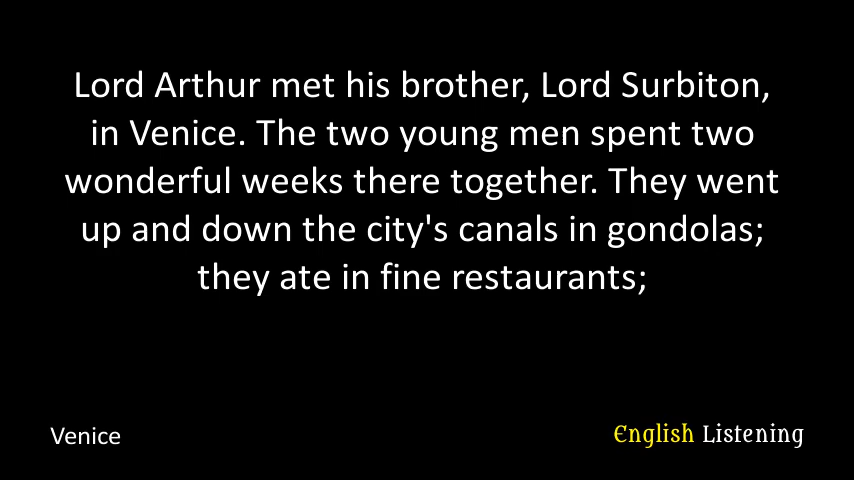 Lord Arthur met his brother, Lord Surbiton,
in Venice. The two young men spent two
wonderful weeks there together. They went
up and down the city's canals in gondolas;
they ate in fine restaurants;
Venice
English Listening